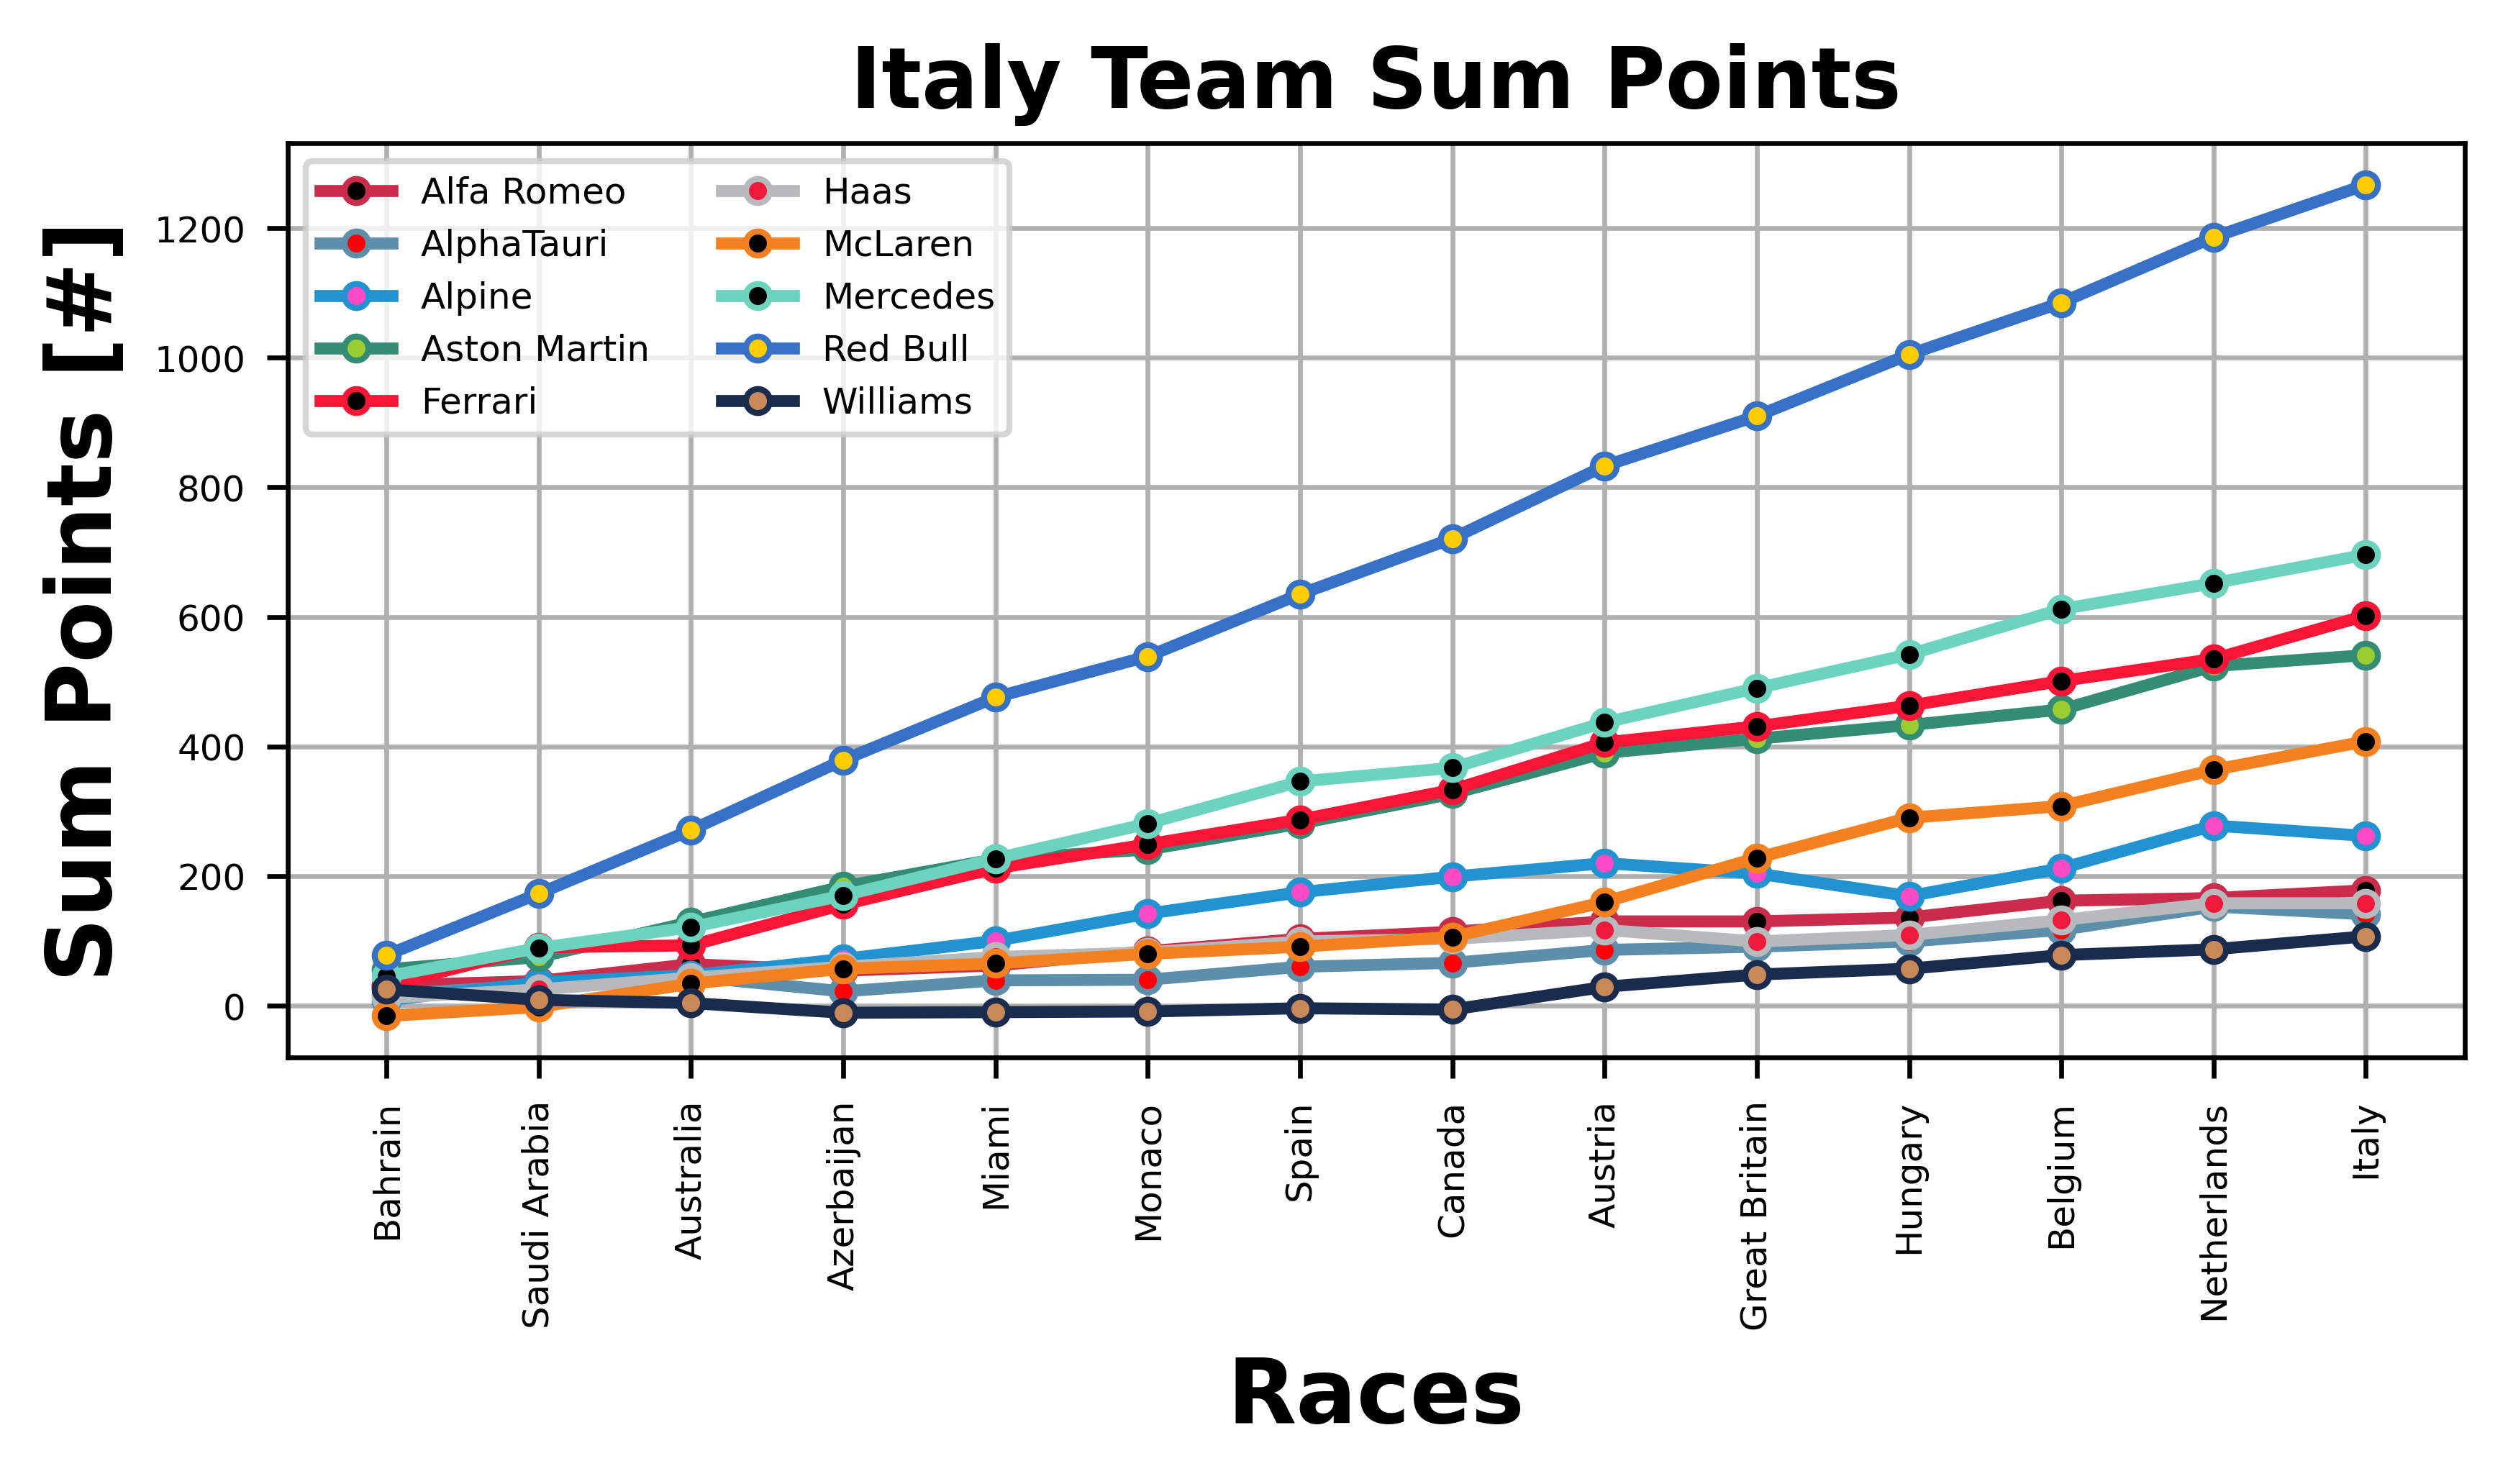 Italy Team Sum Points
Sum Points [#]
1200
1000
800
600
400
200
0
Alfa Romeo
AlphaTauri
Alpine
Aston Martin
Ferrari
Haas
McLaren
Mercedes
Red Bull
Williams
Bahrain
Saudi Arabia
Australia
Azerbaijan
Miami
Monaco
Spain
Canada
Austria
Great Britain
Hungary
Belgium
Netherlands
Italy
Races